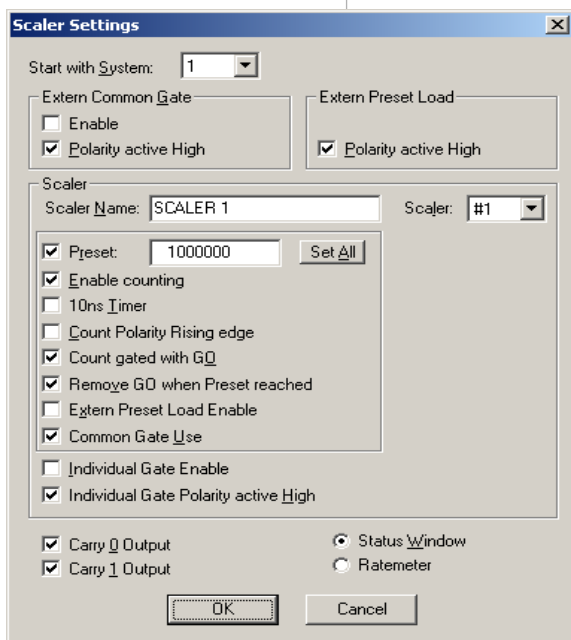 Scaler Settings
Start with System: 1
Extern Common Gate
Enable
Polarity active High
Extern Preset Load
Polarity active High
Scaler
Scaler Name: SCALER 1
Scaler: #1
Preset: 1000000 Set All
Enable counting
10ns Timer
Count Polarity Rising edge
Count gated with GO
Remove GO when Preset reached
Extern Preset Load Enable
Common Gate Use
Individual Gate Enable
Individual Gate Polarity active High
Carry 0 Output
Carry 1 Output
Status Window
Ratemeter
OK Cancel